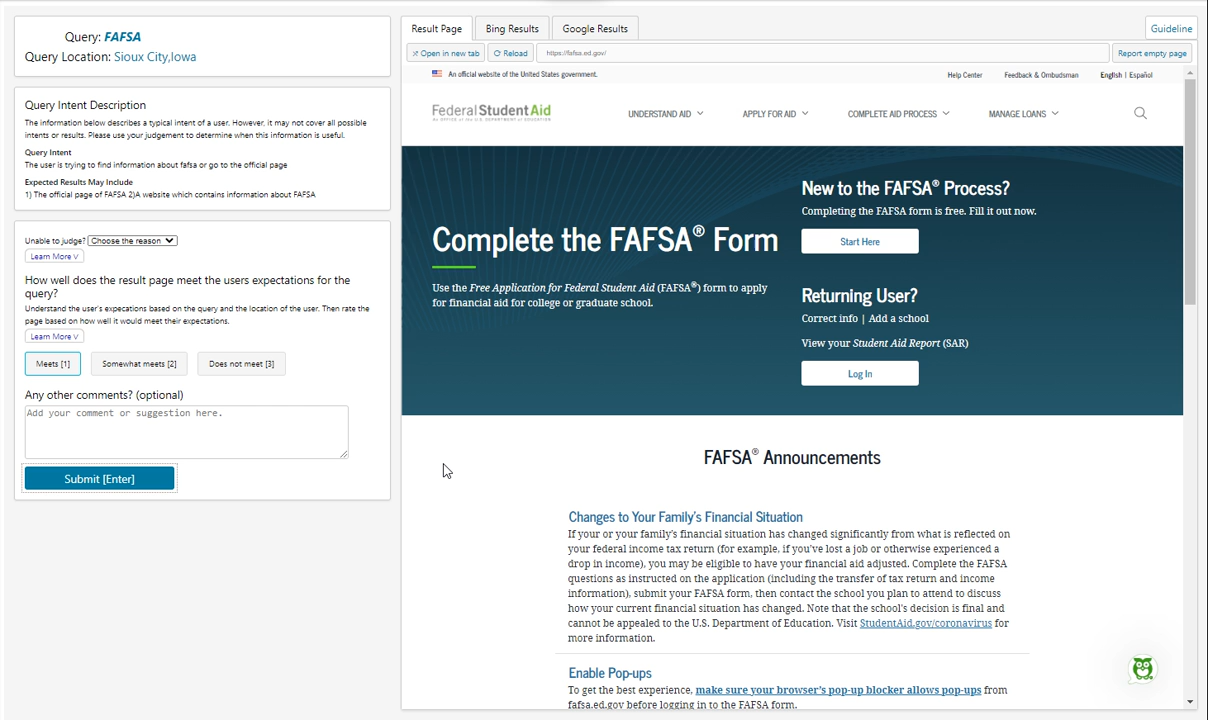 Query: FAFSA
Query Location: Sioux City,Iowa
Query Intent Description
The information below describes a typical intent of a user. However, it may not cover all possible
intents or results. Please use your judgement to determine when this information is useful.
Query Intent
The user is trying to find information about fafsa or go to the official page
Expected Results May Include
1) The official page of FAFSA 2)A website which contains information about FAFSA
Unable to judge? Choose the reason
Learn More V
How well does the result page meet the users expectations for the
query?
Understand the user's expecations based on the query and the location of the user. Then rate the
page based on how well it would meet their expectations.
Learn More V
Meets [1] Somewhat meets [2] Does not meet [3]
Any other comments? (optional)
Add your comment or suggestion here.
Submit [Enter]
Result Page Bing Results Google Results Guideline
Open in new tab Reload https://fafsa.ed.gov/ Report empty page
An official website of the United States government. Help Center Feedback & Ombudsman English | Español
Federal Student Aid
An OFFICE of the U.S. DEPARTMENT of EDUCATION
UNDERSTAND AID APPLY FOR AID COMPLETE AID PROCESS MANAGE LOANS
Complete the FAFSA® Form
Use the Free Application for Federal Student Aid (FAFSA®) form to apply
for financial aid for college or graduate school.
New to the FAFSA® Process?
Completing the FAFSA form is free. Fill it out now.
Start Here
Returning User?
Correct info | Add a school
View your Student Aid Report (SAR)
Log In
FAFSA® Announcements
Changes to Your Family's Financial Situation
If your or your family's financial situation has changed significantly from what is reflected on
your federal income tax return (for example, if you've lost a job or otherwise experienced a
drop in income), you may be eligible to have your financial aid adjusted. Complete the FAFSA
questions as instructed on the application (including the transfer of tax return and income
information), submit your FAFSA form, then contact the school you plan to attend to discuss
how your current financial situation has changed. Note that the school's decision is final and
cannot be appealed to the U.S. Department of Education. Visit StudentAid.gov/coronavirus for
more information.
Enable Pop-ups
To get the best experience, make sure your browser's pop-up blocker allows pop-ups from
fafsa.ed.gov before logging in to the FAFSA form.